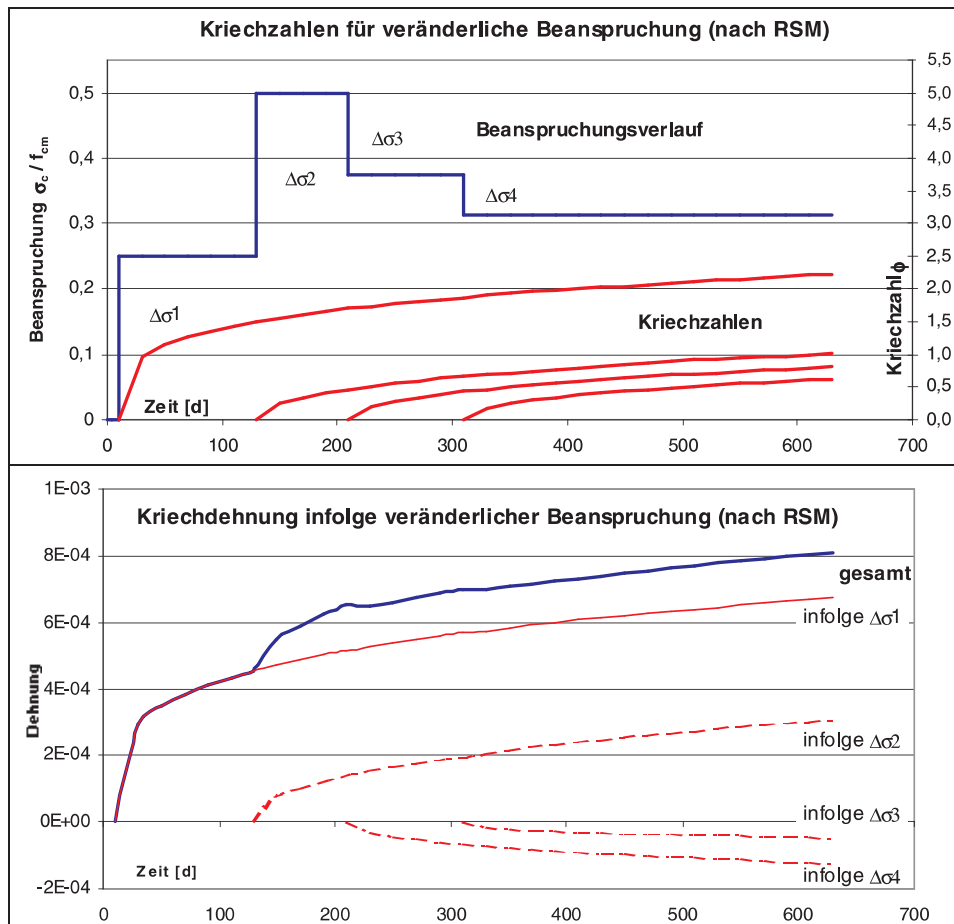 Kriechzahlen für veränderliche Beanspruchung (nach RSM)
Beanspruchung σc / fcm
0,5
0,4
0,3
0,2
0,1
0
5,5
5,0
4,5
4,0
3,5
3,0
2,5
2,0
1,5
1,0
0,5
0,0
Kriechzahl ϕ
Δσ3
Beanspruchungsverlauf
Δσ2
Δσ4
Δσ1
Kriechzahlen
Zeit [d]
0 100 200 300 400 500 600 700
1E-03
8E-04
6E-04
4E-04
2E-04
0E+00
-2E-04
Kriechdehnung infolge veränderlicher Beanspruchung (nach RSM)
Dehnung
gesamt
infolge Δσ1
infolge Δσ2
infolge Δσ3
infolge Δσ4
Zeit [d]
0 100 200 300 400 500 600 700